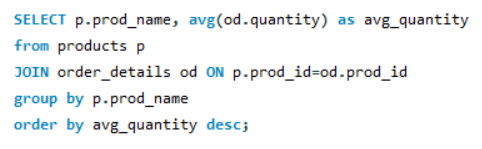 SELECT p.prod_name, avg(od.quantity) as avg_quantity
from products p
JOIN order_details od ON p.prod_id=od.prod_id
group by p.prod_name
order by avg_quantity desc;